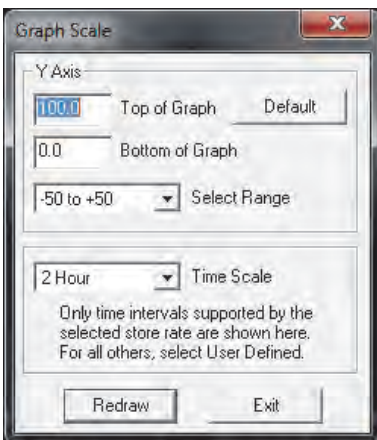 Graph Scale
Y Axis
100.0 Top of Graph Default
0.0 Bottom of Graph
-50 to +50 Select Range
2 Hour Time Scale
Only time intervals supported by the
selected store rate are shown here.
For all others, select User Defined.
Redraw Exit